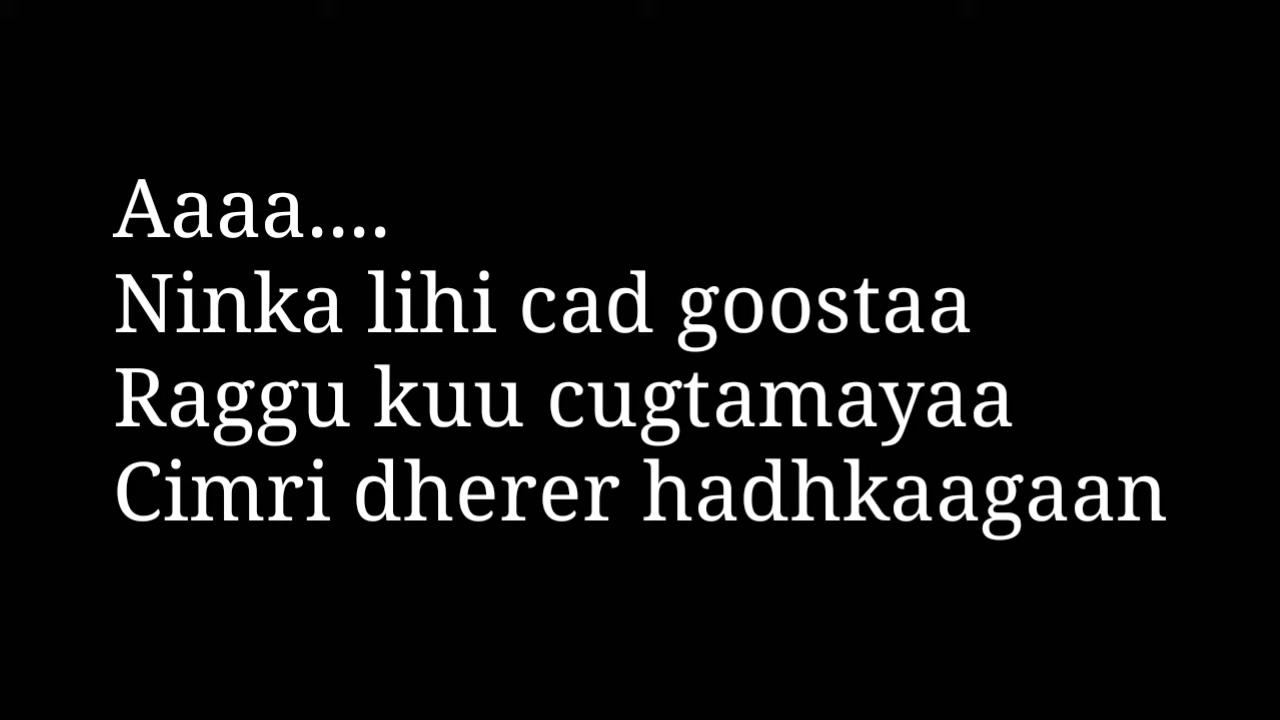 Aaaa....
Ninka lihi cad goostaa
Raggu kuu cugtamayaa
Cimri dherer hadhkaagaan